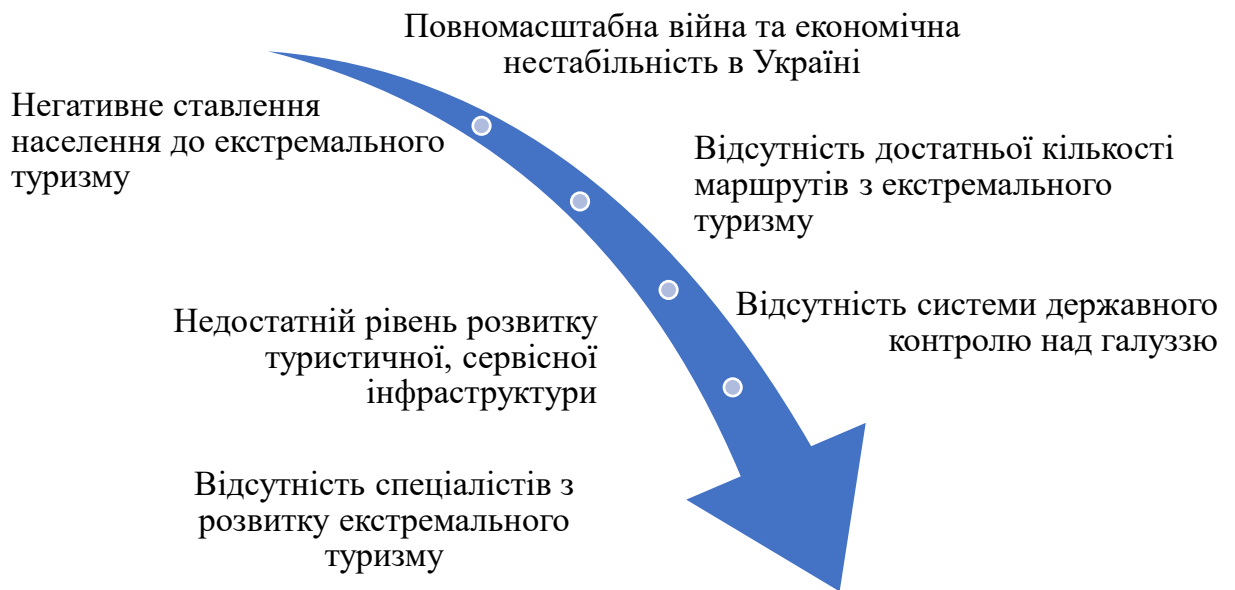 Повномасштабна війна та економічна
нестабільність в Україні
Негативне ставлення
населення до екстремального
туризму
Відсутність достатньої кількості
маршрутів з екстремального
туризму
Недостатній рівень розвитку
туристичної, сервісної
інфраструктури
Відсутність системи державного
контролю над галуззю
Відсутність спеціалістів з
розвитку екстремального
туризму